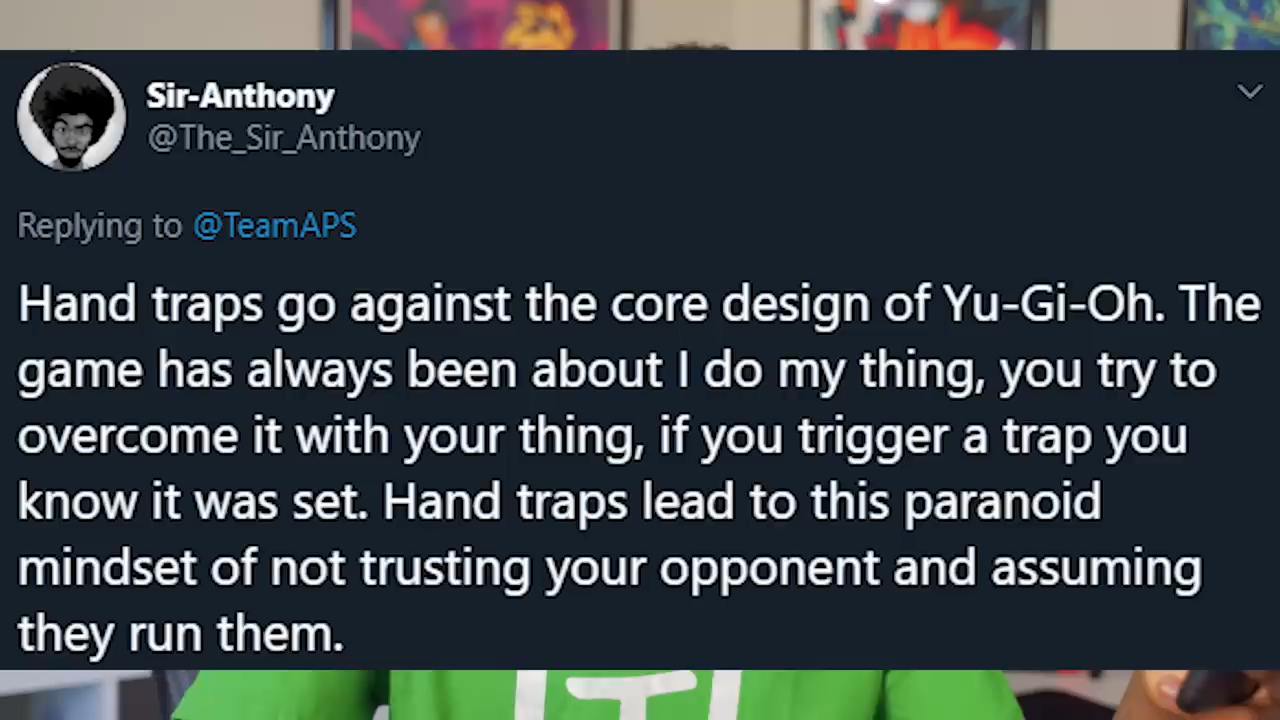 Sir-Anthony
@The_Sir_Anthony
Replying to @TeamAPS
Hand traps go against the core design of Yu-Gi-Oh. The
game has always been about I do my thing, you try to
overcome it with your thing, if you trigger a trap you
know it was set. Hand traps lead to this paranoid
mindset of not trusting your opponent and assuming
they run them.